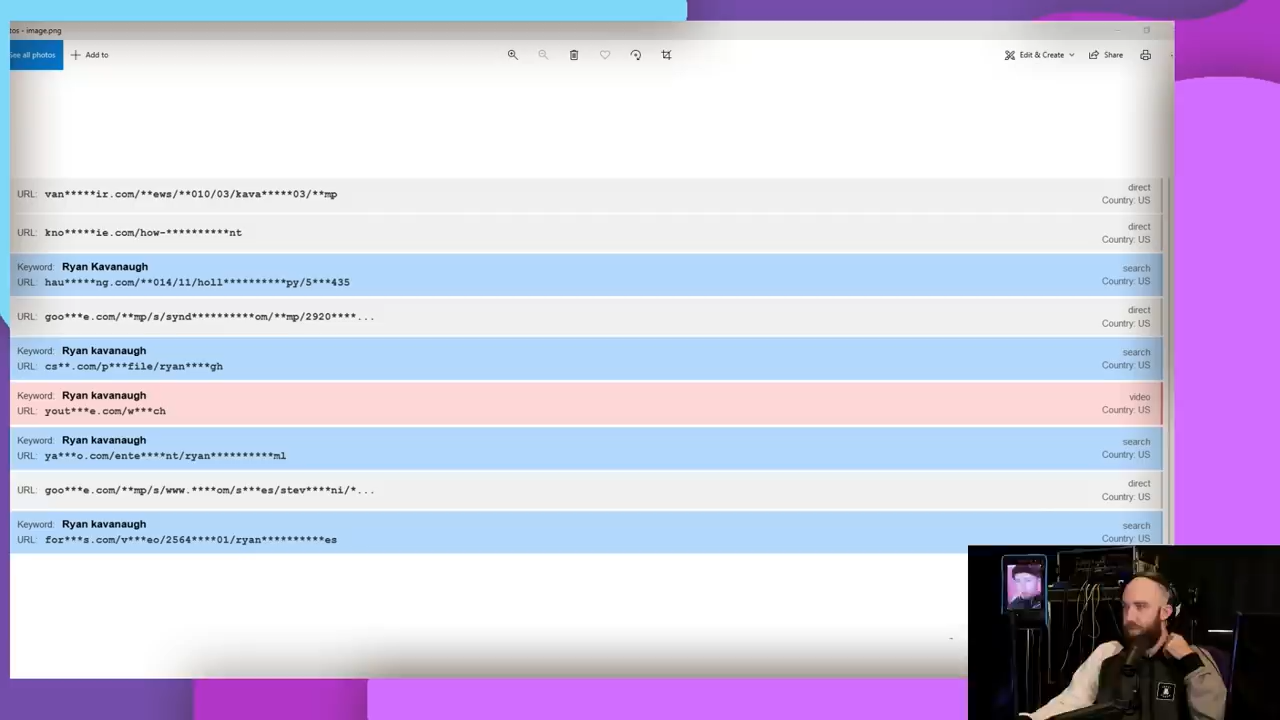 tos - image.png
See all photos
Add to
Edit & Create
Share
URL: van*****ir.com/**ews/**010/03/kava*****03/**mp
direct
Country: US
URL: kno*****ie.com/how-**********nt
direct
Country: US
Keyword: Ryan Kavanaugh
URL: hau*****ng.com/**014/11/holl**********py/5***435
search
Country: US
URL: goo***e.com/**mp/s/synd**********om/**mp/2920****...
direct
Country: US
Keyword: Ryan kavanaugh
URL: cs**.com/p***file/ryan****gh
search
Country: US
Keyword: Ryan kavanaugh
URL: yout***e.com/w***ch
video
Country: US
Keyword: Ryan kavanaugh
URL: ya***o.com/ente****nt/ryan**********ml
search
Country: US
URL: goo***e.com/**mp/s/www.****om/s***es/stev****ni/*...
direct
Country: US
Keyword: Ryan kavanaugh
URL: for***s.com/v***eo/2564****01/ryan**********es
search
Country: US